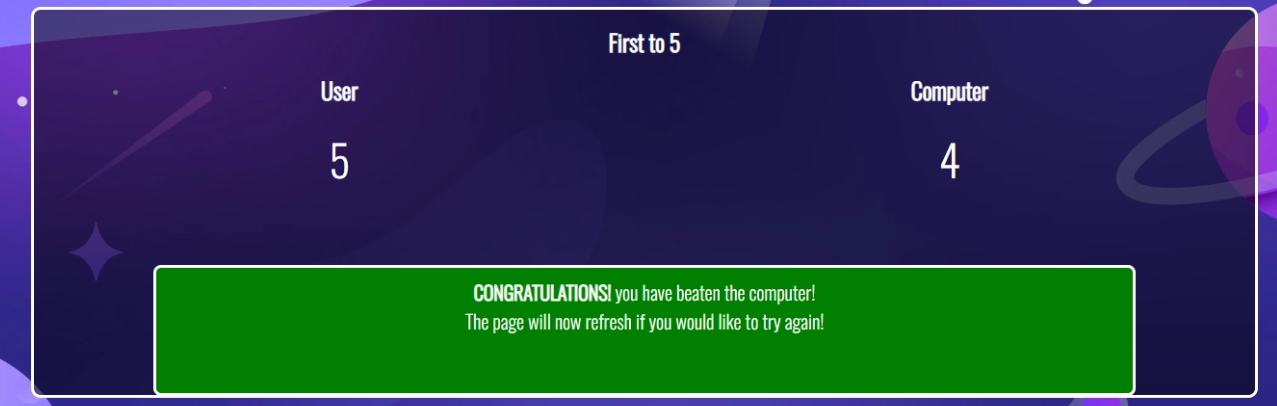 First to 5
User
Computer
5
4
CONGRATULATIONS! you have beaten the computer!
The page will now refresh if you would like to try again!